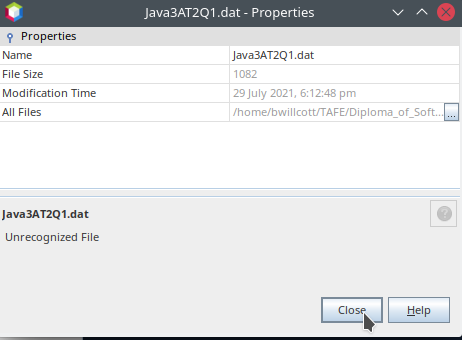 Java3AT2Q1.dat - Properties
Properties
Name Java3AT2Q1.dat
File Size 1082
Modification Time 29 July 2021, 6:12:48 pm
All Files /home/bwillcott/TAFE/Diploma_of_Soft... ...
Java3AT2Q1.dat
?
Unrecognized File
Close Help